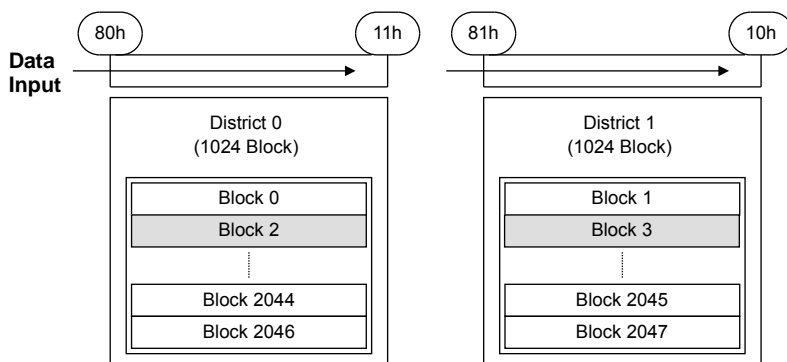 80h 11h 81h 10h
Data
Input
District 0 District 1
(1024 Block) (1024 Block)
Block 0 Block 1
Block 2 Block 3
Block 2044 Block 2045
Block 2046 Block 2047